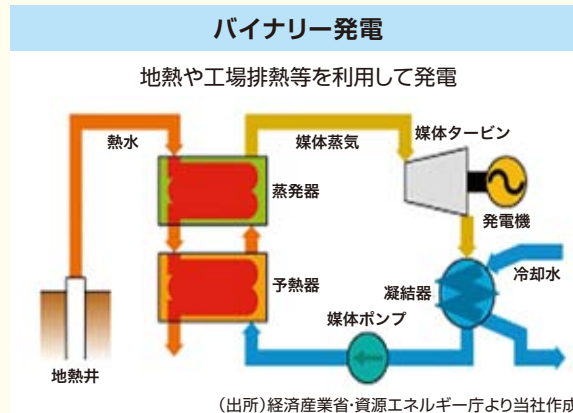 バイナリー発電
地熱や工場排熱等を利用して発電
熱水
媒体蒸気
媒体タービン
蒸発器
発電機
予熱器
凝結器
冷却水
媒体ポンプ
地熱井
(出所)経済産業省・資源エネルギー庁より当社作成